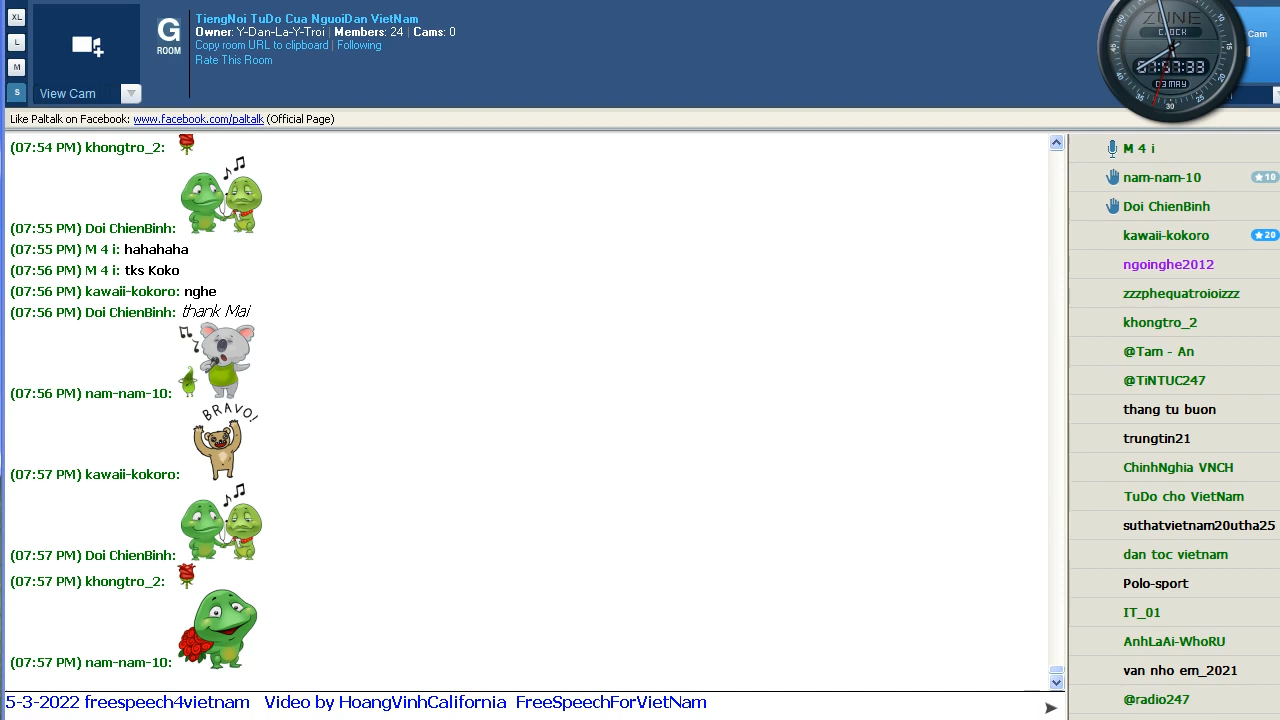 XL
L
M
S
View Cam
G
ROOM
TiengNoi TuDo Cua NguoiDan VietNam
Owner: Y-Dan-La-Y-Troi | Members: 24 | Cams: 0
Copy room URL to clipboard | Following
Rate This Room
ZUNE
CLOCK
07:57:33
03 MAY
Cam
Like Paltalk on Facebook: www.facebook.com/paltalk (Official Page)
(07:54 PM) khongtro_2:
(07:55 PM) Doi ChienBinh:
(07:55 PM) M 4 i: hahahaha
(07:56 PM) M 4 i: tks Koko
(07:56 PM) kawaii-kokoro: nghe
(07:56 PM) Doi ChienBinh: thank Mai
(07:56 PM) nam-nam-10:
BRAVO!
(07:57 PM) kawaii-kokoro:
(07:57 PM) Doi ChienBinh:
(07:57 PM) khongtro_2:
(07:57 PM) nam-nam-10:
M 4 i
nam-nam-10 10
Doi ChienBinh
kawaii-kokoro 20
ngoinghe2012
zzzphequatroioizzz
khongtro_2
@Tam - An
@TiNTUC247
thang tu buon
trungtin21
ChinhNghia VNCH
TuDo cho VietNam
suthatvietnam20utha25
dan toc vietnam
Polo-sport
IT_01
AnhLaAi-WhoRU
van nho em_2021
@radio247
5-3-2022 freespeech4vietnam Video by HoangVinhCalifornia FreeSpeechForVietNam